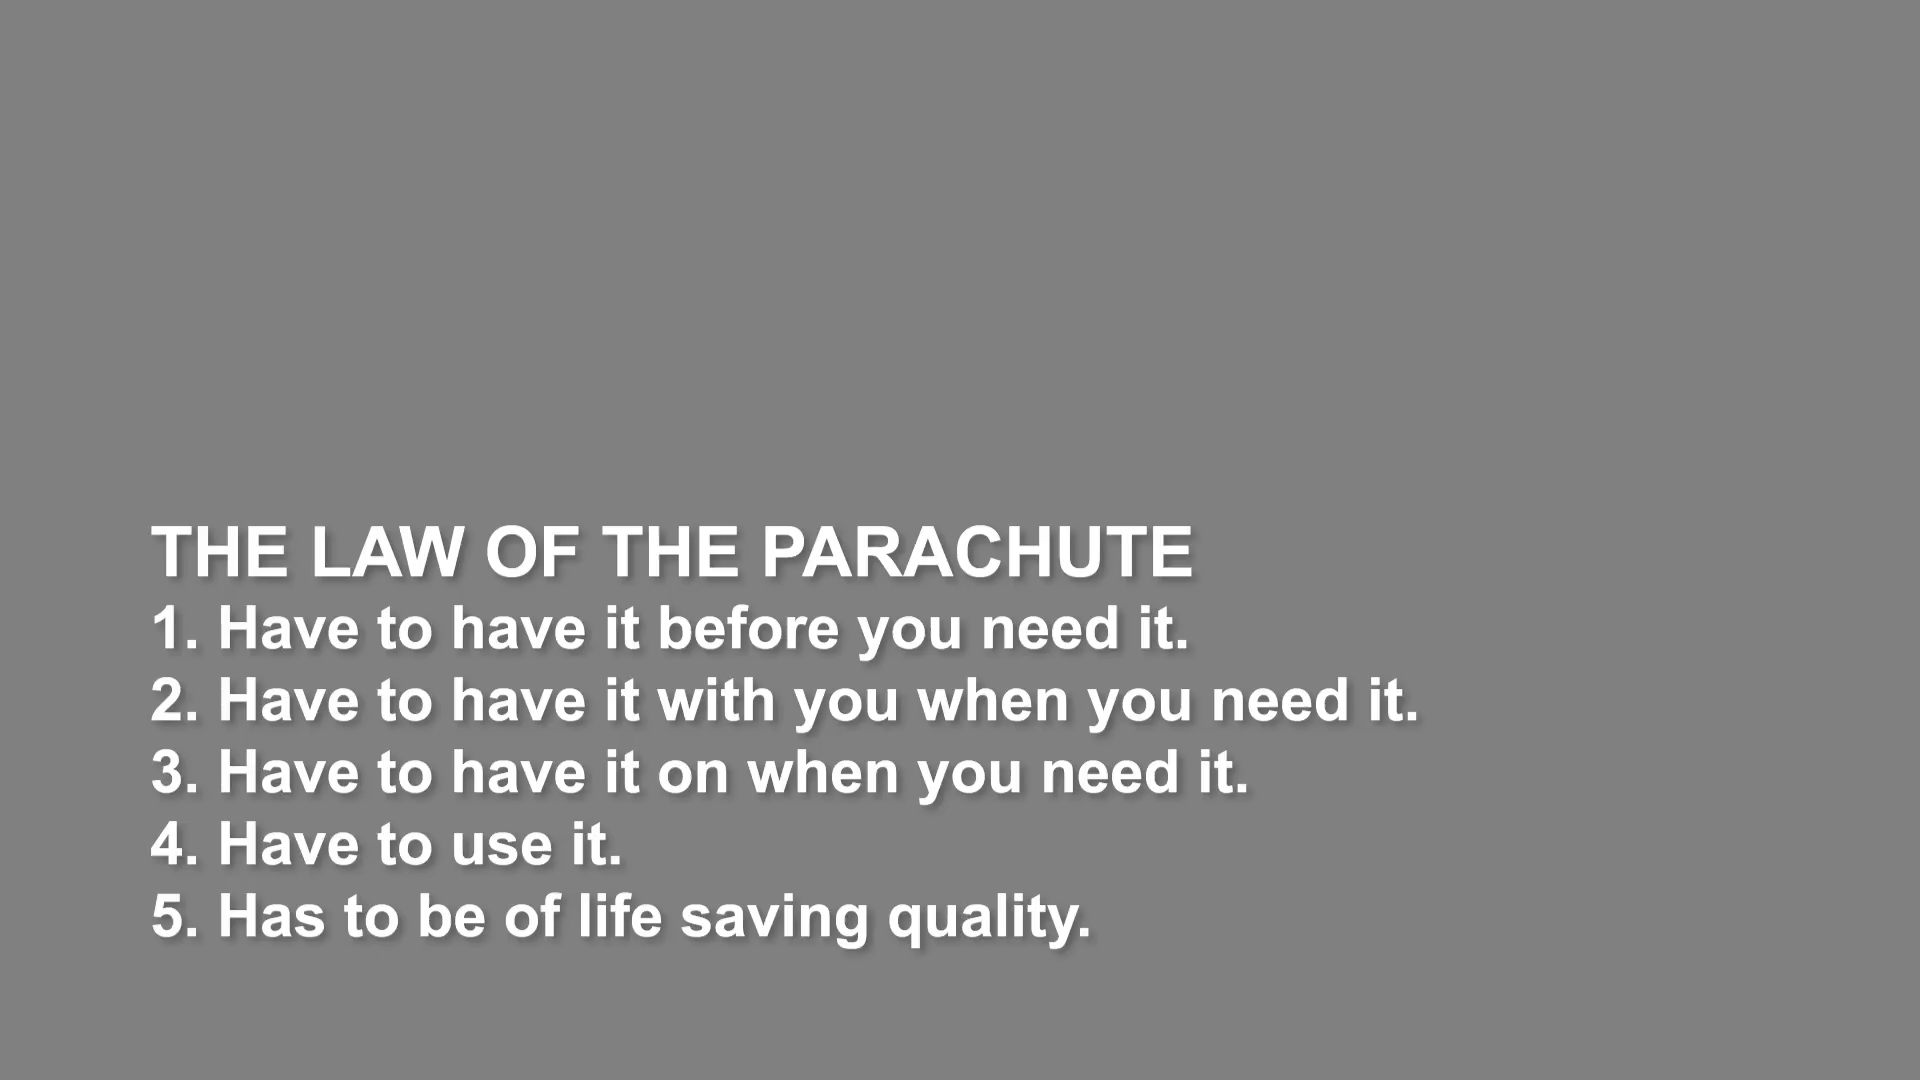 THE LAW OF THE PARACHUTE
1. Have to have it before you need it.
2. Have to have it with you when you need it.
3. Have to have it on when you need it.
4. Have to use it.
5. Has to be of life saving quality.